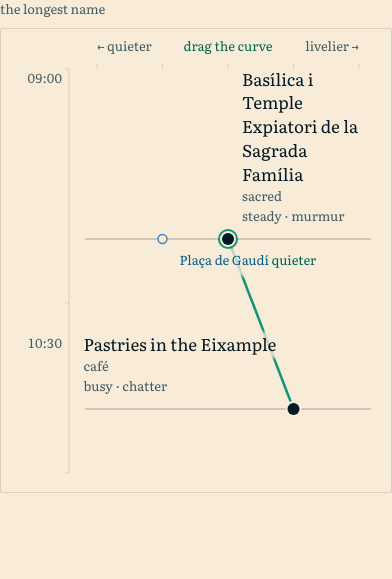 the longest name
← quieter drag the curve livelier →
09:00
Basílica i
Temple
Expiatori de la
Sagrada
Família
sacred
steady · murmur
Plaça de Gaudí quieter
10:30
Pastries in the Eixample
café
busy · chatter